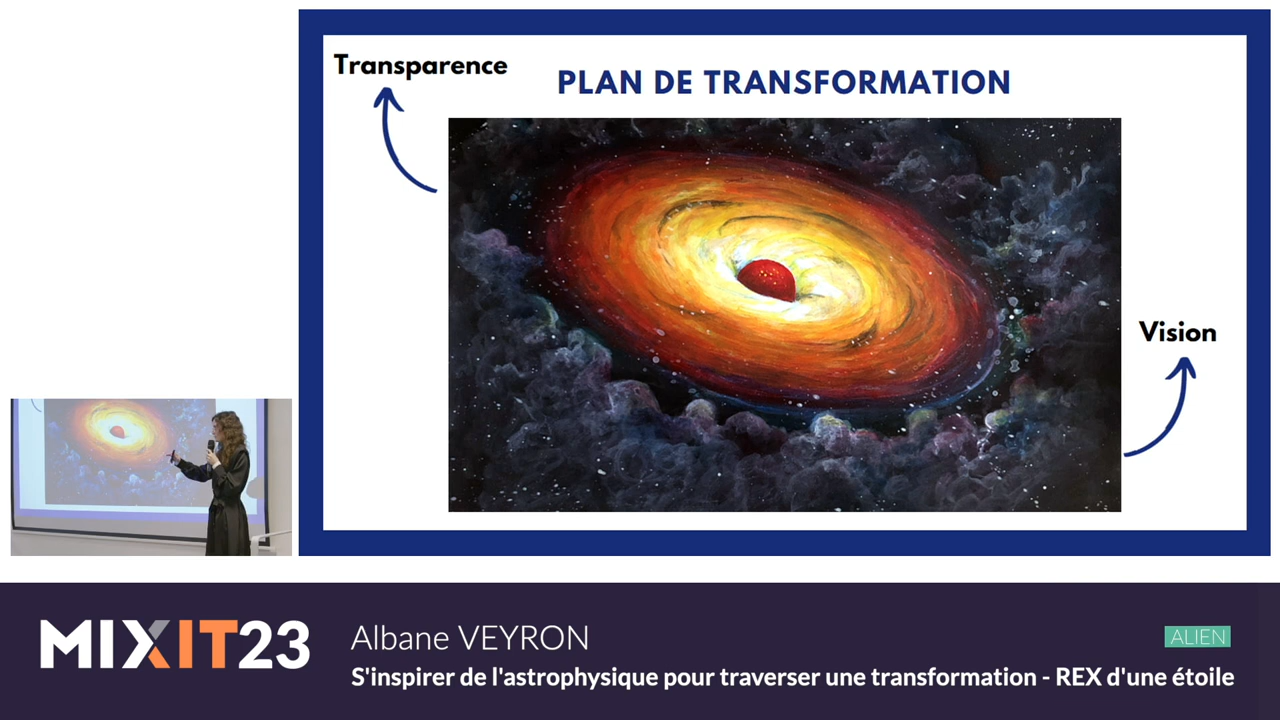 Transparence
PLAN DE TRANSFORMATION
Vision
MIXIT23
Albane VEYRON
ALIEN
S'inspirer de l'astrophysique pour traverser une transformation - REX d'une étoile